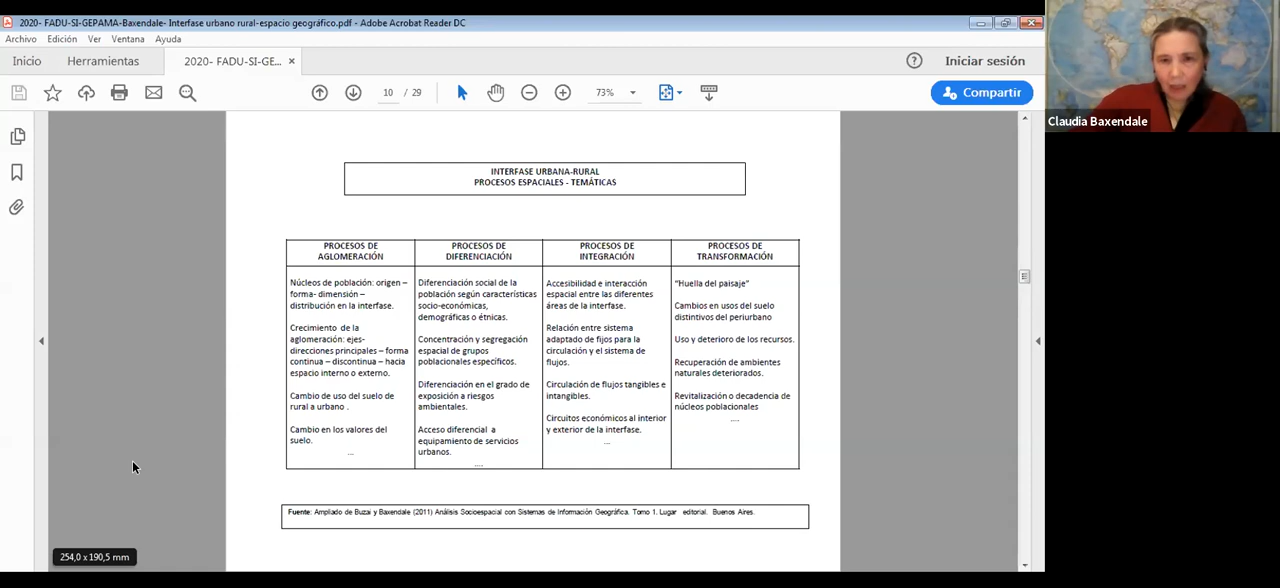 2020- FADU-SI-GEPAMA-Baxendale- Interfase urbano rural-espacio geográfico.pdf - Adobe Acrobat Reader DC
Archivo Edición Ver Ventana Ayuda
Inicio Herramientas 2020- FADU-SI-GE... × Iniciar sesión
10 / 29 73% Compartir
Claudia Baxendale
INTERFASE URBANA-RURAL
PROCESOS ESPACIALES - TEMÁTICAS
PROCESOS DE
AGLOMERACIÓN
Núcleos de población: origen –
forma- dimensión –
distribución en la interfase.
Crecimiento de la
aglomeración: ejes-
direcciones principales – forma
continua – discontinua – hacia
espacio interno o externo.
Cambio de uso del suelo de
rural a urbano .
Cambio en los valores del
suelo.
...
PROCESOS DE
DIFERENCIACIÓN
Diferenciación social de la
población según características
socio-económicas,
demográficas o étnicas.
Concentración y segregación
espacial de grupos
poblacionales específicos.
Diferenciación en el grado de
exposición a riesgos
ambientales.
Acceso diferencial a
equipamiento de servicios
urbanos.
....
PROCESOS DE
INTEGRACIÓN
Accesibilidad e interacción
espacial entre las diferentes
áreas de la interfase.
Relación entre sistema
adaptado de fijos para la
circulación y el sistema de
flujos.
Circulación de flujos tangibles e
intangibles.
Circuitos económicos al interior
y exterior de la interfase.
...
PROCESOS DE
TRANSFORMACIÓN
“Huella del paisaje”
Cambios en usos del suelo
distintivos del periurbano
Uso y deterioro de los recursos.
Recuperación de ambientes
naturales deteriorados.
Revitalización o decadencia de
núcleos poblacionales
....
Fuente: Ampliado de Buzai y Baxendale (2011) Análisis Socioespacial con Sistemas de Información Geográfica. Tomo 1. Lugar editorial. Buenos Aires.
254,0 x 190,5 mm